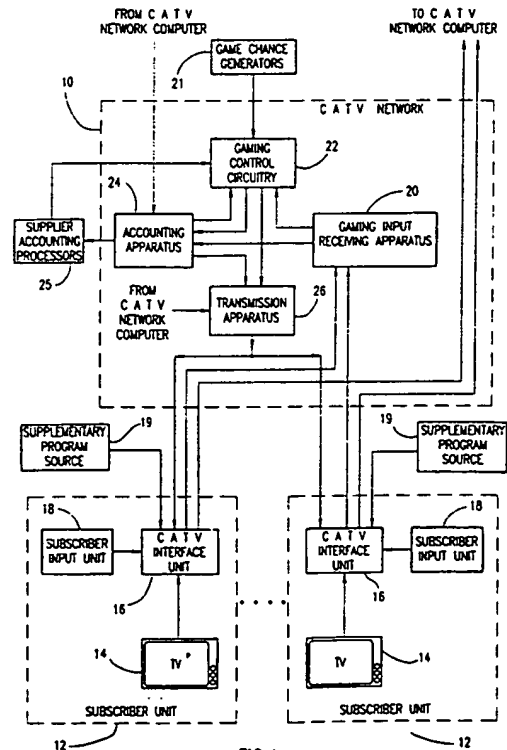 FROM C A T V
NETWORK COMPUTER
TO C A T V
NETWORK COMPUTER
GAME CHANCE
GENERATORS
21
10
C A T V NETWORK
GAMING
CONTROL
CIRCUITRY
22
24
20
SUPPLIER
ACCOUNTING
PROCESSORS
25
ACCOUNTING
APPARATUS
GAMING INPUT
RECEIVING APPARATUS
FROM
C A T V
NETWORK
COMPUTER
TRANSMISSION
APPARATUS
26
19
SUPPLEMENTARY
PROGRAM
SOURCE
19
SUPPLEMENTARY
PROGRAM
SOURCE
18
SUBSCRIBER
INPUT UNIT
C A T V
INTERFACE
UNIT
16
C A T V
INTERFACE
UNIT
16
18
SUBSCRIBER
INPUT UNIT
14
TV
TV
14
SUBSCRIBER UNIT
12
SUBSCRIBER UNIT
12